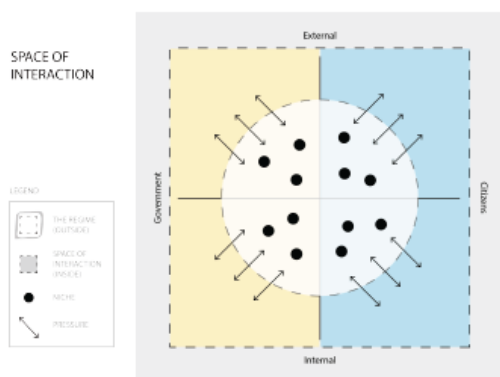 SPACE OF
INTERACTION
External
Government
Citizens
Internal
LEGEND
THE REGIME
(OUTSIDE)
SPACE OF
INTERACTION
(INSIDE)
NICHE
PRESSURE